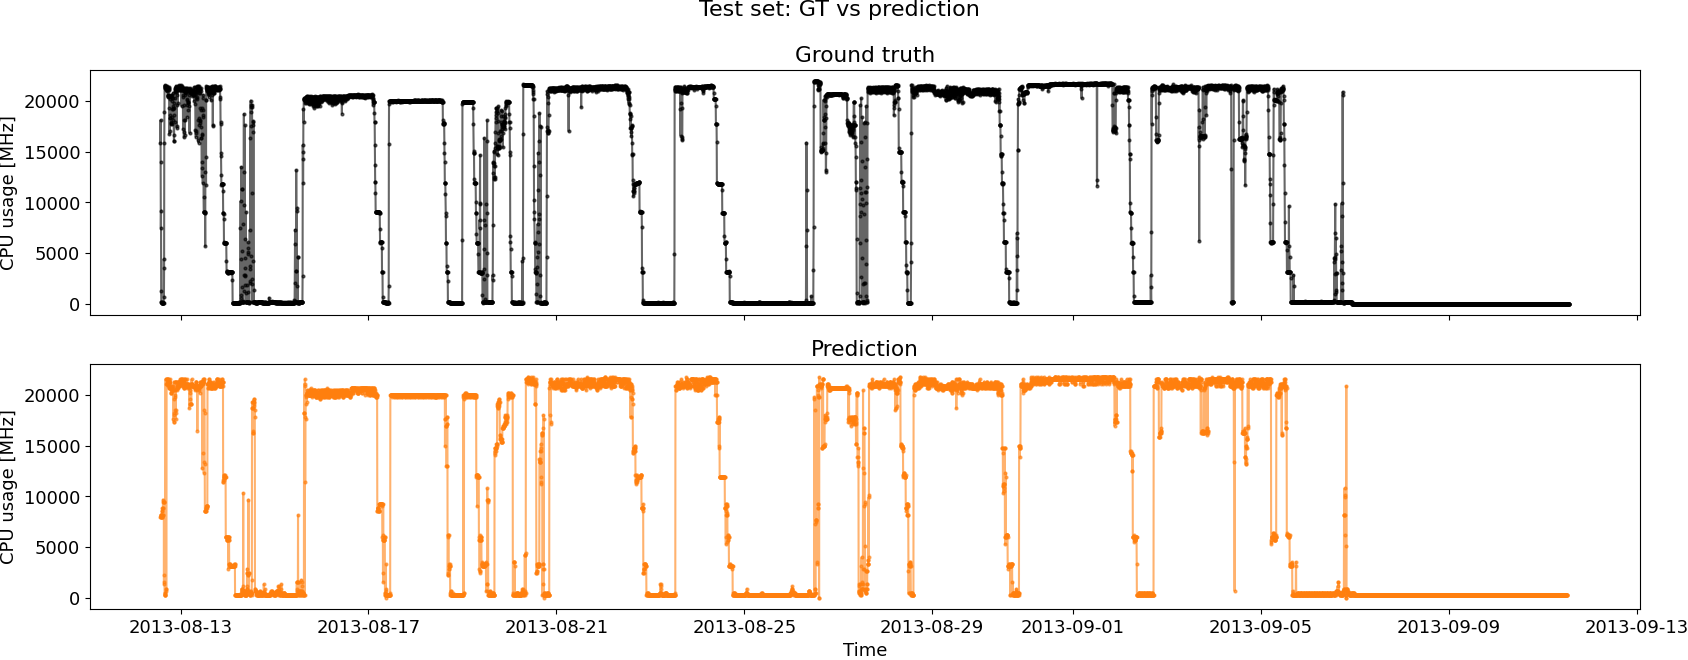 Test set: GT vs prediction
Ground truth
CPU usage [MHz]
20000
15000
10000
5000
0
Prediction
CPU usage [MHz]
20000
15000
10000
5000
0
2013-08-13 2013-08-17 2013-08-21 2013-08-25 2013-08-29 2013-09-01 2013-09-05 2013-09-09 2013-09-13
Time